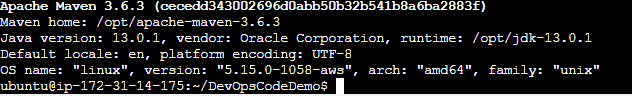 Apache Maven 3.6.3 (cecedd343002696d0abb50b32b541b8a6ba2883f)
Maven home: /opt/apache-maven-3.6.3
Java version: 13.0.1, vendor: Oracle Corporation, runtime: /opt/jdk-13.0.1
Default locale: en, platform encoding: UTF-8
OS name: "linux", version: "5.15.0-1058-aws", arch: "amd64", family: "unix"
ubuntu@ip-172-31-14-175:~/DevOpsCodeDemo$